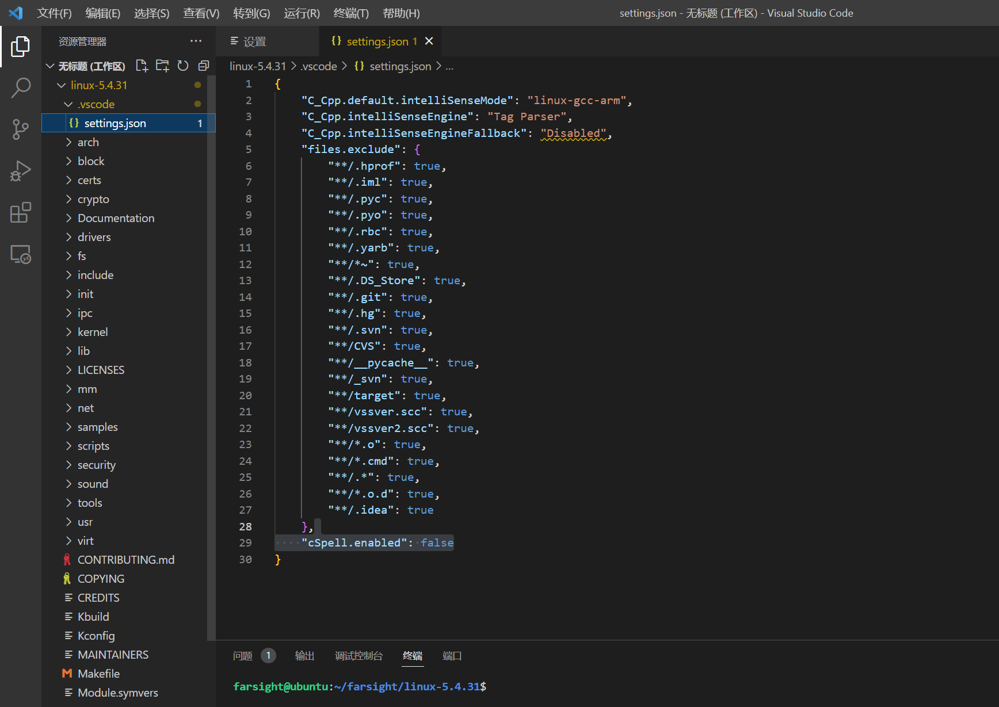 文件(F) 编辑(E) 选择(S) 查看(V) 转到(G) 运行(R) 终端(T) 帮助(H) settings.json - 无标题 (工作区) - Visual Studio Code
资源管理器 ···
无标题 (工作区)
linux-5.4.31
.vscode
{} settings.json 1
arch
block
certs
crypto
Documentation
drivers
fs
include
init
ipc
kernel
lib
LICENSES
mm
net
samples
scripts
security
sound
tools
usr
virt
CONTRIBUTING.md
COPYING
CREDITS
Kbuild
Kconfig
MAINTAINERS
M Makefile
Module.symvers
设置 {} settings.json 1 ×
linux-5.4.31 > .vscode > {} settings.json > ...
1 {
2 "C_Cpp.default.intelliSenseMode": "linux-gcc-arm",
3 "C_Cpp.intelliSenseEngine": "Tag Parser",
4 "C_Cpp.intelliSenseEngineFallback": "Disabled",
5 "files.exclude": {
6 "**/.hprof": true,
7 "**/.iml": true,
8 "**/.pyc": true,
9 "**/.pyo": true,
10 "**/.rbc": true,
11 "**/.yarb": true,
12 "**/*~": true,
13 "**/.DS_Store": true,
14 "**/.git": true,
15 "**/.hg": true,
16 "**/.svn": true,
17 "**/CVS": true,
18 "**/__pycache__": true,
19 "**/_svn": true,
20 "**/target": true,
21 "**/vssver.scc": true,
22 "**/vssver2.scc": true,
23 "**/*.o": true,
24 "**/*.cmd": true,
25 "**/.*": true,
26 "**/*.o.d": true,
27 "**/.idea": true
28 },
29 "cSpell.enabled": false
30 }
问题 1 输出 调试控制台 终端 端口
farsight@ubuntu:~/farsight/linux-5.4.31$